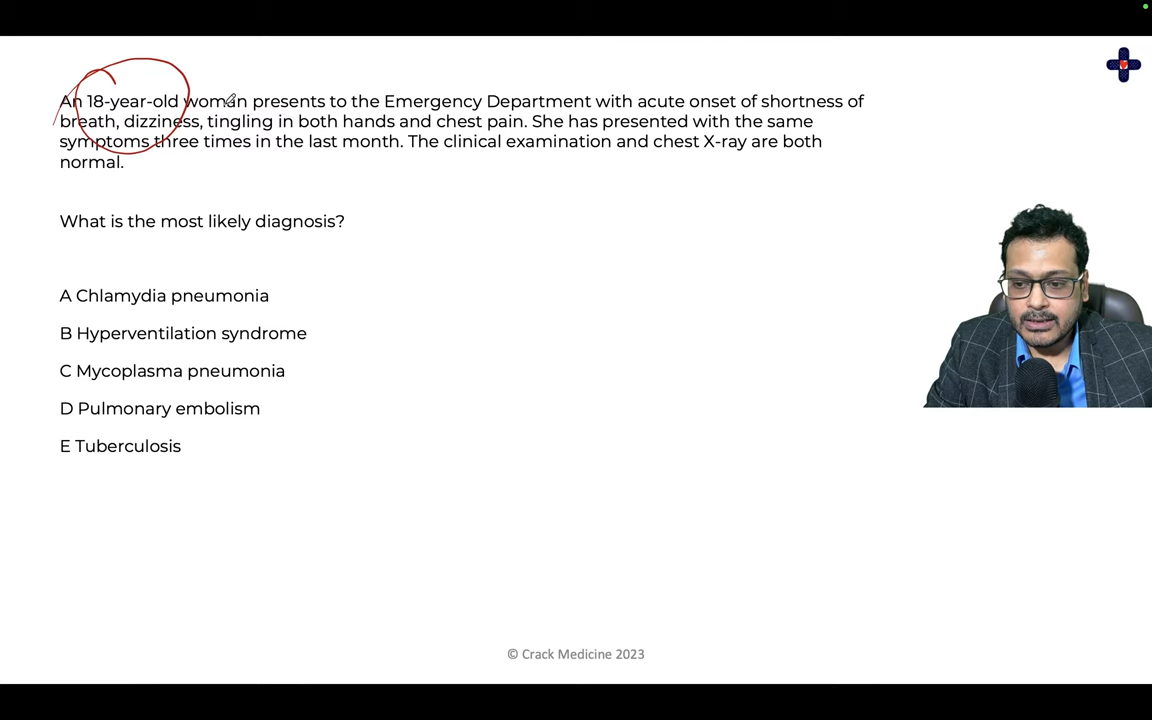 An 18-year-old woman presents to the Emergency Department with acute onset of shortness of
breath, dizziness, tingling in both hands and chest pain. She has presented with the same
symptoms three times in the last month. The clinical examination and chest X-ray are both
normal.
What is the most likely diagnosis?
A Chlamydia pneumonia
B Hyperventilation syndrome
C Mycoplasma pneumonia
D Pulmonary embolism
E Tuberculosis
© Crack Medicine 2023